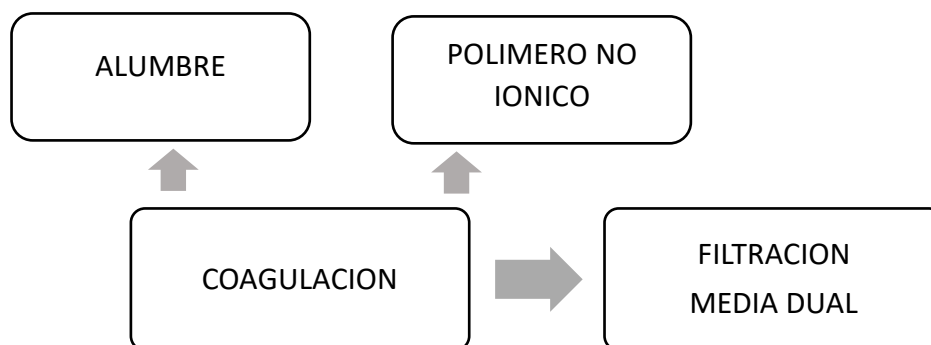 ALUMBRE
POLIMERO NO
IONICO
COAGULACION
FILTRACION
MEDIA DUAL